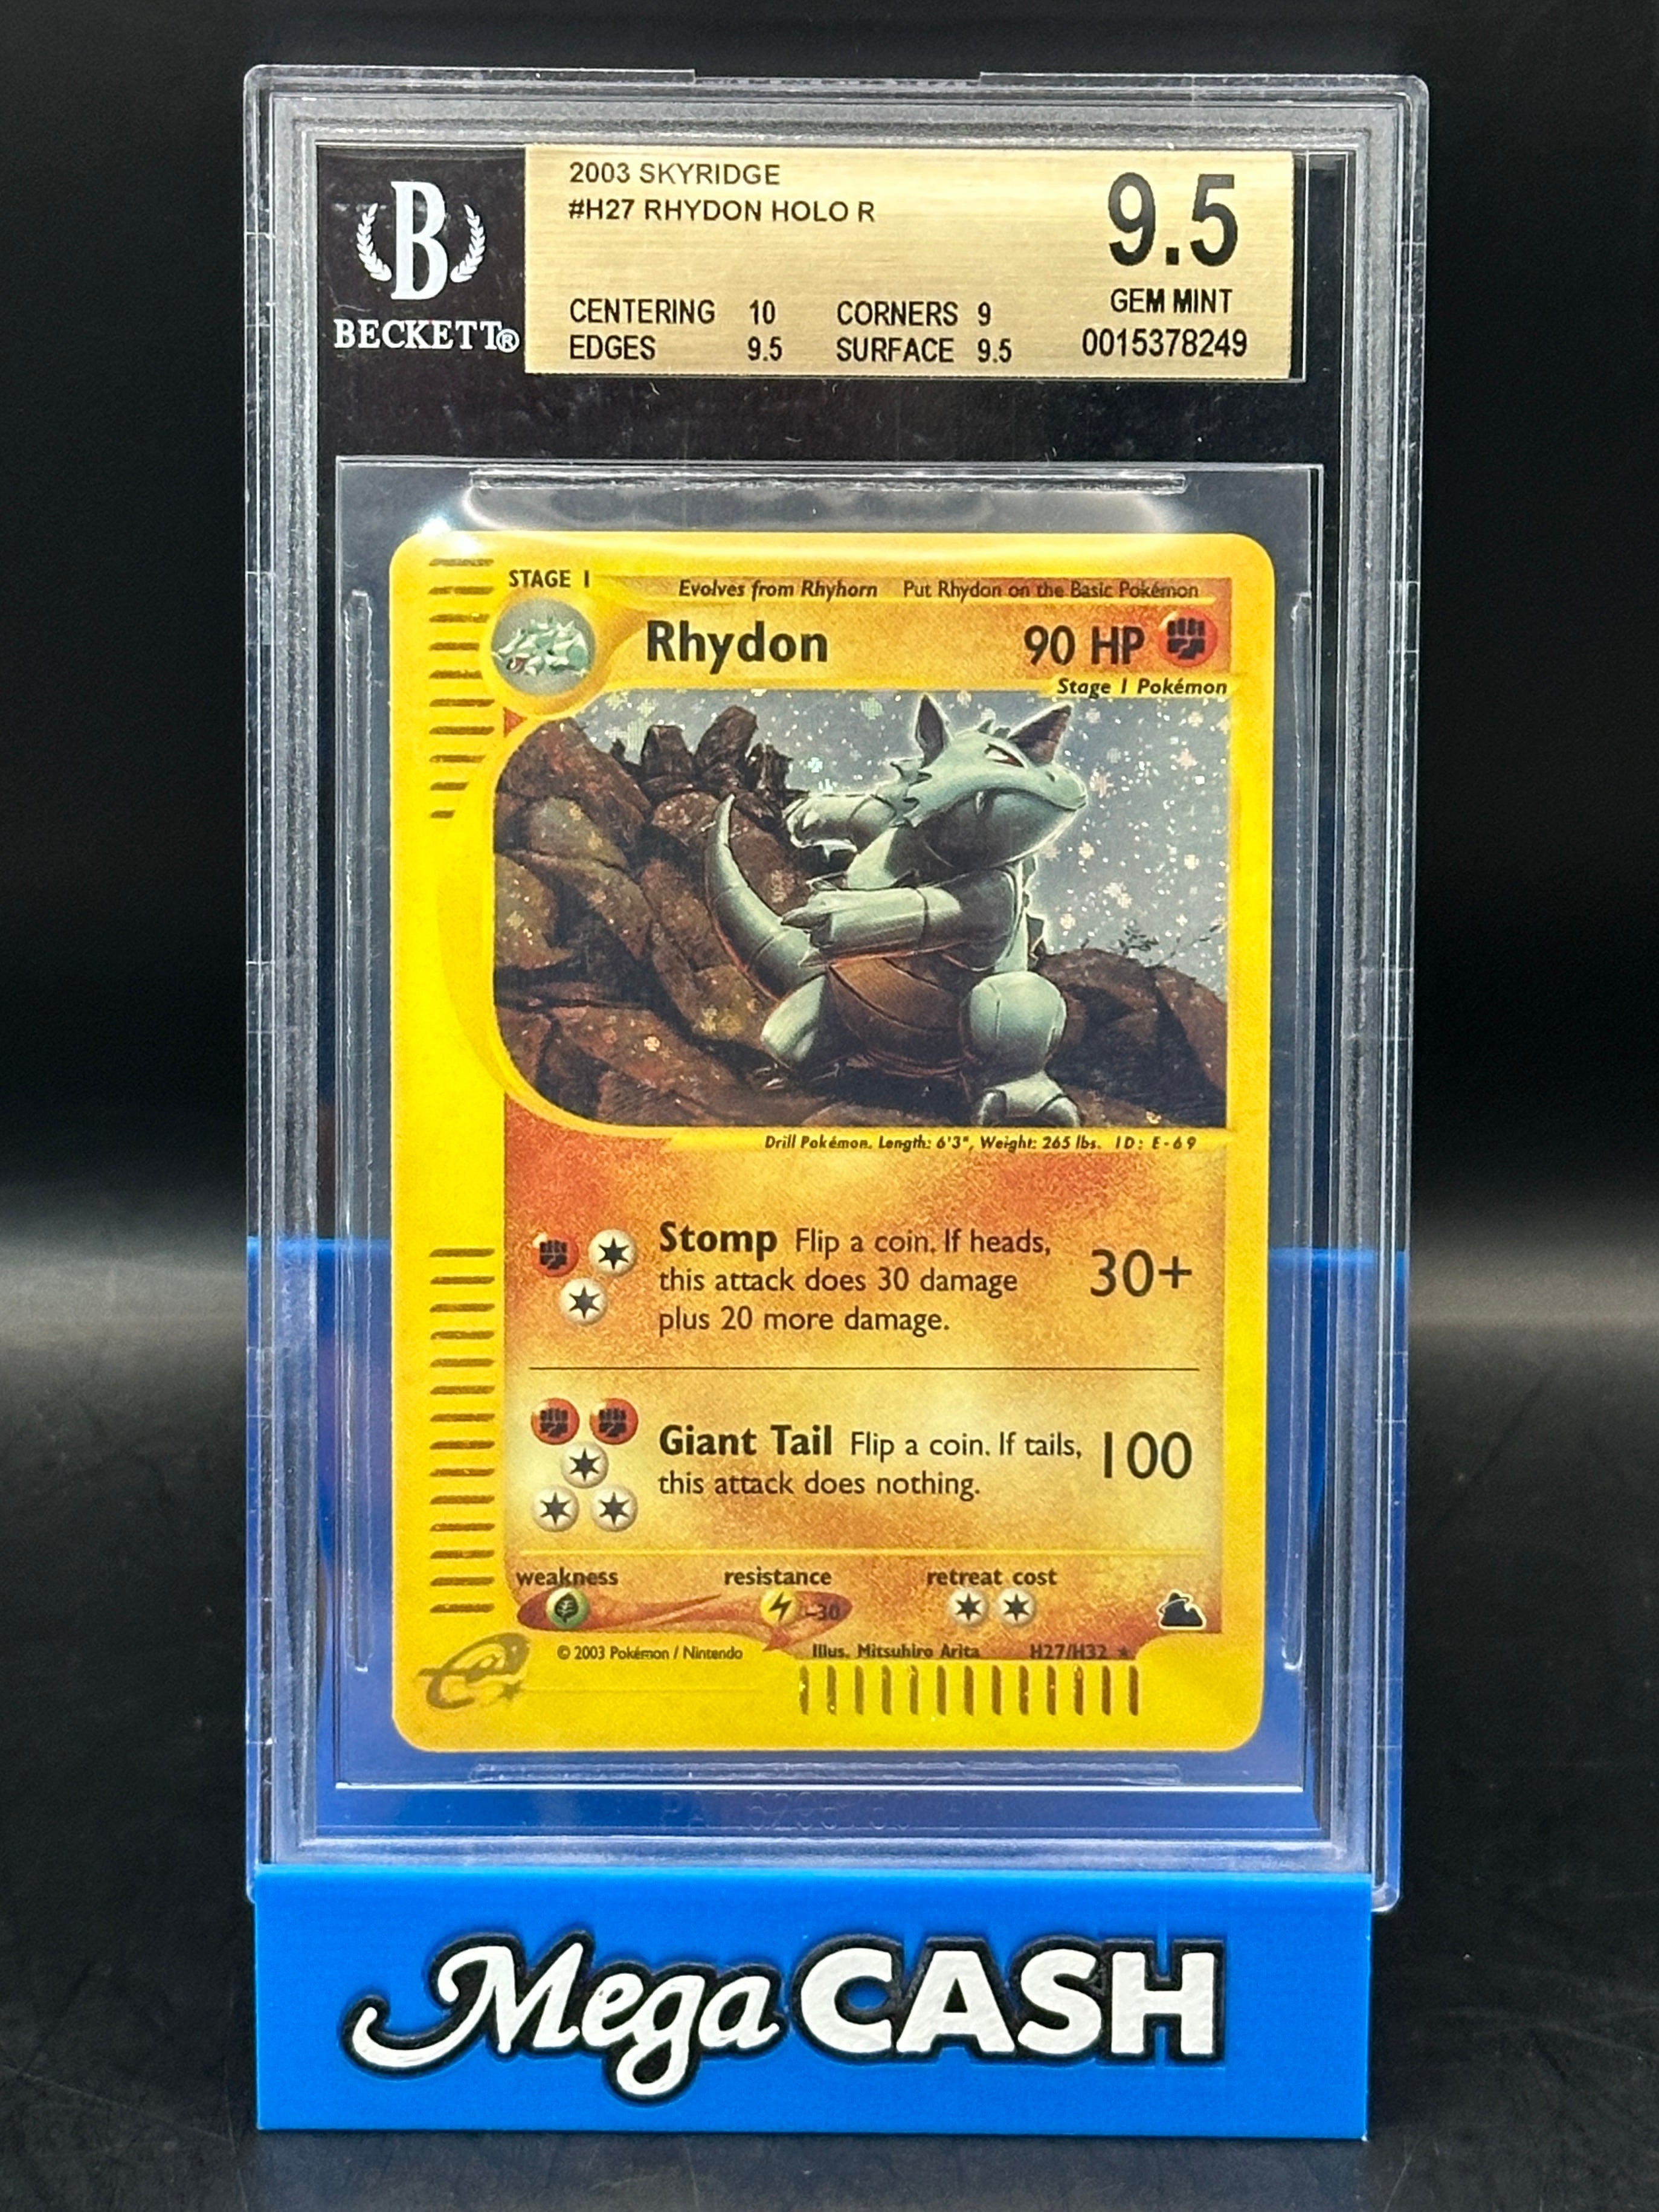 B
BECKETT®
2003 SKYRIDGE
#H27 RHYDON HOLO R
CENTERING 10 CORNERS 9
EDGES 9.5 SURFACE 9.5
9.5
GEM MINT
0015378249
STAGE 1
Evolves from Rhyhorn Put Rhydon on the Basic Pokémon
Rhydon 90 HP
Stage 1 Pokémon
Drill Pokémon. Length: 6'3", Weight: 265 lbs. ID: E-69
Stomp Flip a coin. If heads,
this attack does 30 damage
plus 20 more damage.
30+
Giant Tail Flip a coin. If tails,
this attack does nothing.
100
weakness resistance retreat cost
-30
© 2003 Pokémon / Nintendo Illus. Mitsuhiro Arita H27/H32 ★
e
Mega CASH